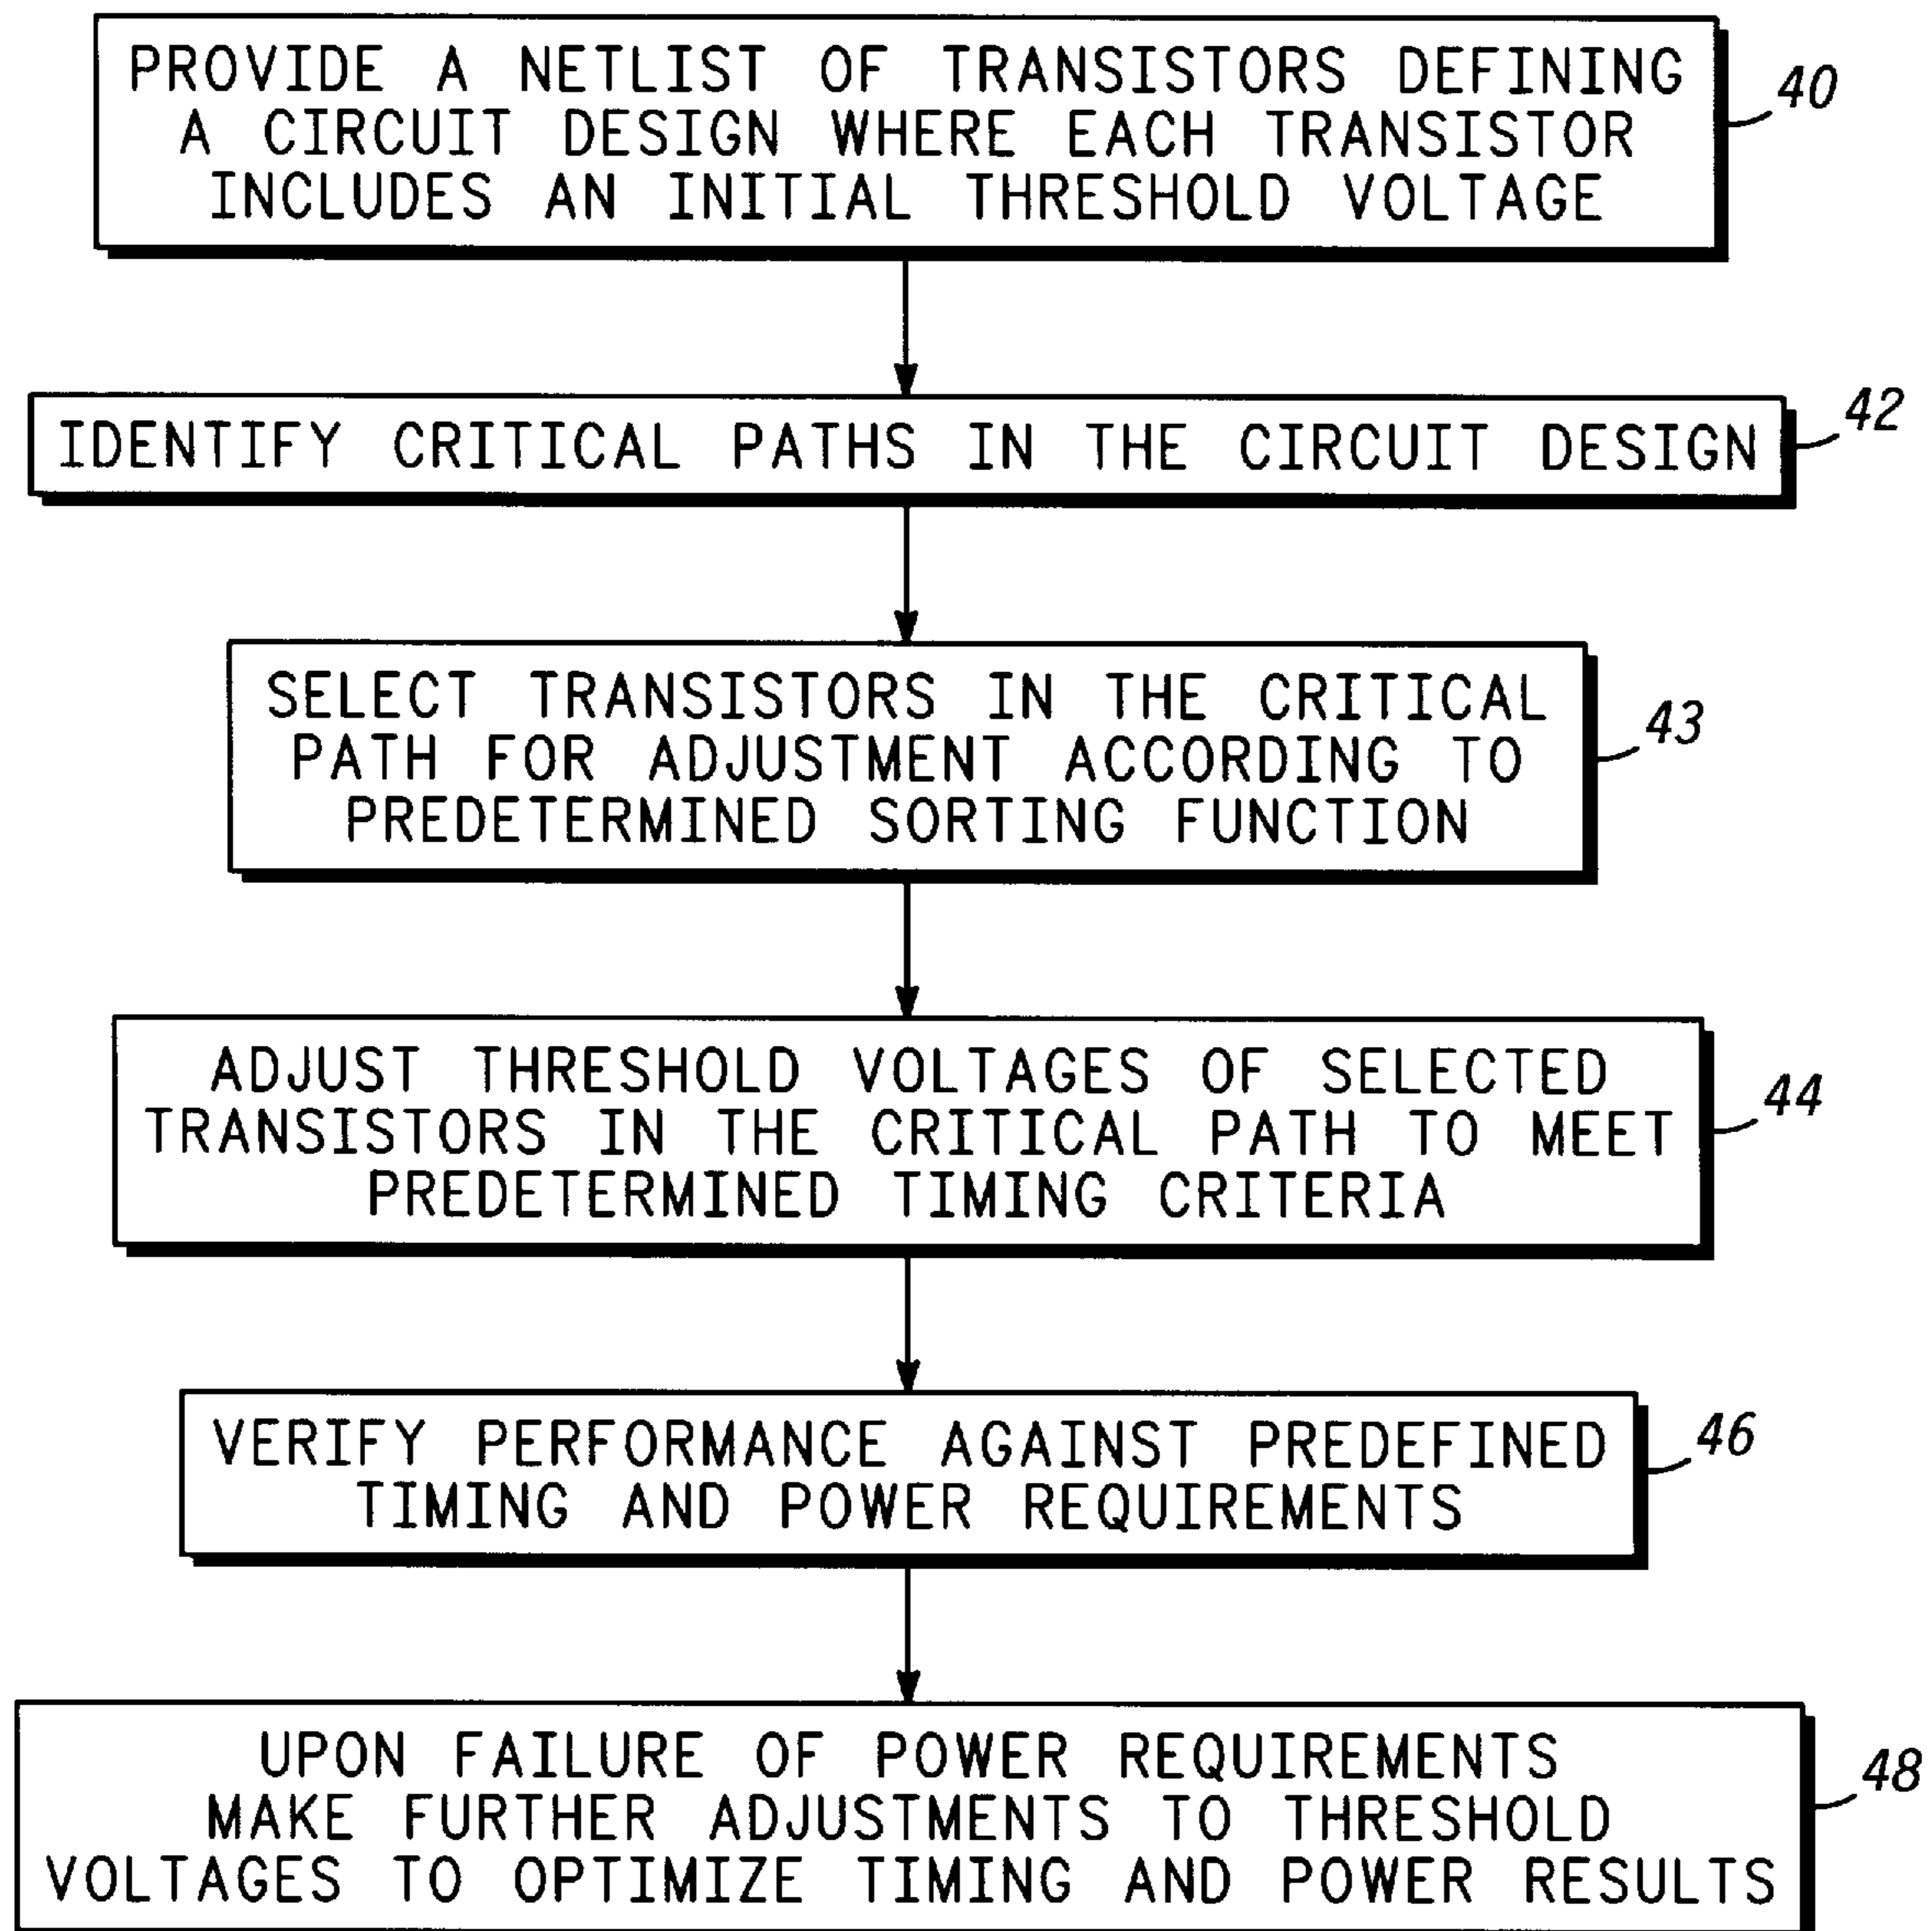 PROVIDE A NETLIST OF TRANSISTORS DEFINING
A CIRCUIT DESIGN WHERE EACH TRANSISTOR
INCLUDES AN INITIAL THRESHOLD VOLTAGE
40
IDENTIFY CRITICAL PATHS IN THE CIRCUIT DESIGN
42
SELECT TRANSISTORS IN THE CRITICAL
PATH FOR ADJUSTMENT ACCORDING TO
PREDETERMINED SORTING FUNCTION
43
ADJUST THRESHOLD VOLTAGES OF SELECTED
TRANSISTORS IN THE CRITICAL PATH TO MEET
PREDETERMINED TIMING CRITERIA
44
VERIFY PERFORMANCE AGAINST PREDEFINED
TIMING AND POWER REQUIREMENTS
46
UPON FAILURE OF POWER REQUIREMENTS
MAKE FURTHER ADJUSTMENTS TO THRESHOLD
VOLTAGES TO OPTIMIZE TIMING AND POWER RESULTS
48